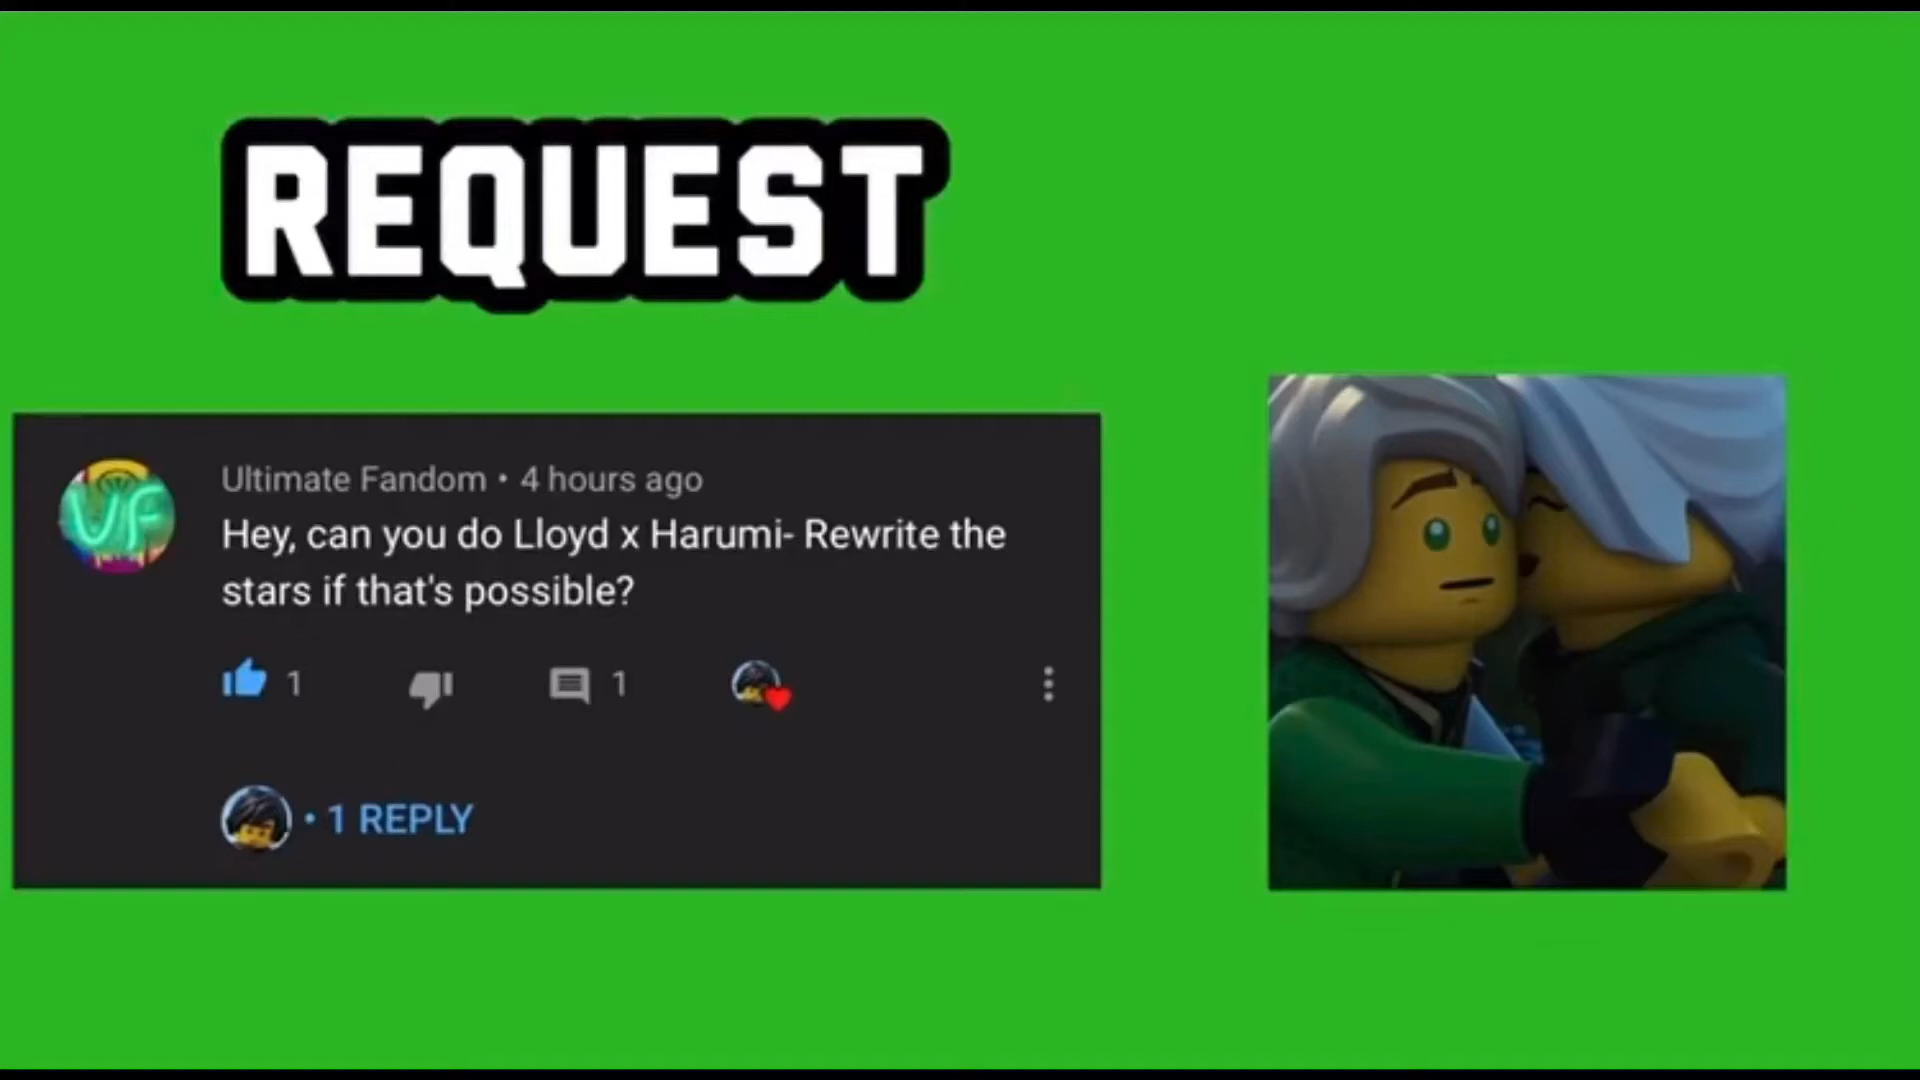 REQUEST
UF
Ultimate Fandom • 4 hours ago
Hey, can you do Lloyd x Harumi- Rewrite the
stars if that's possible?
1 1
• 1 REPLY